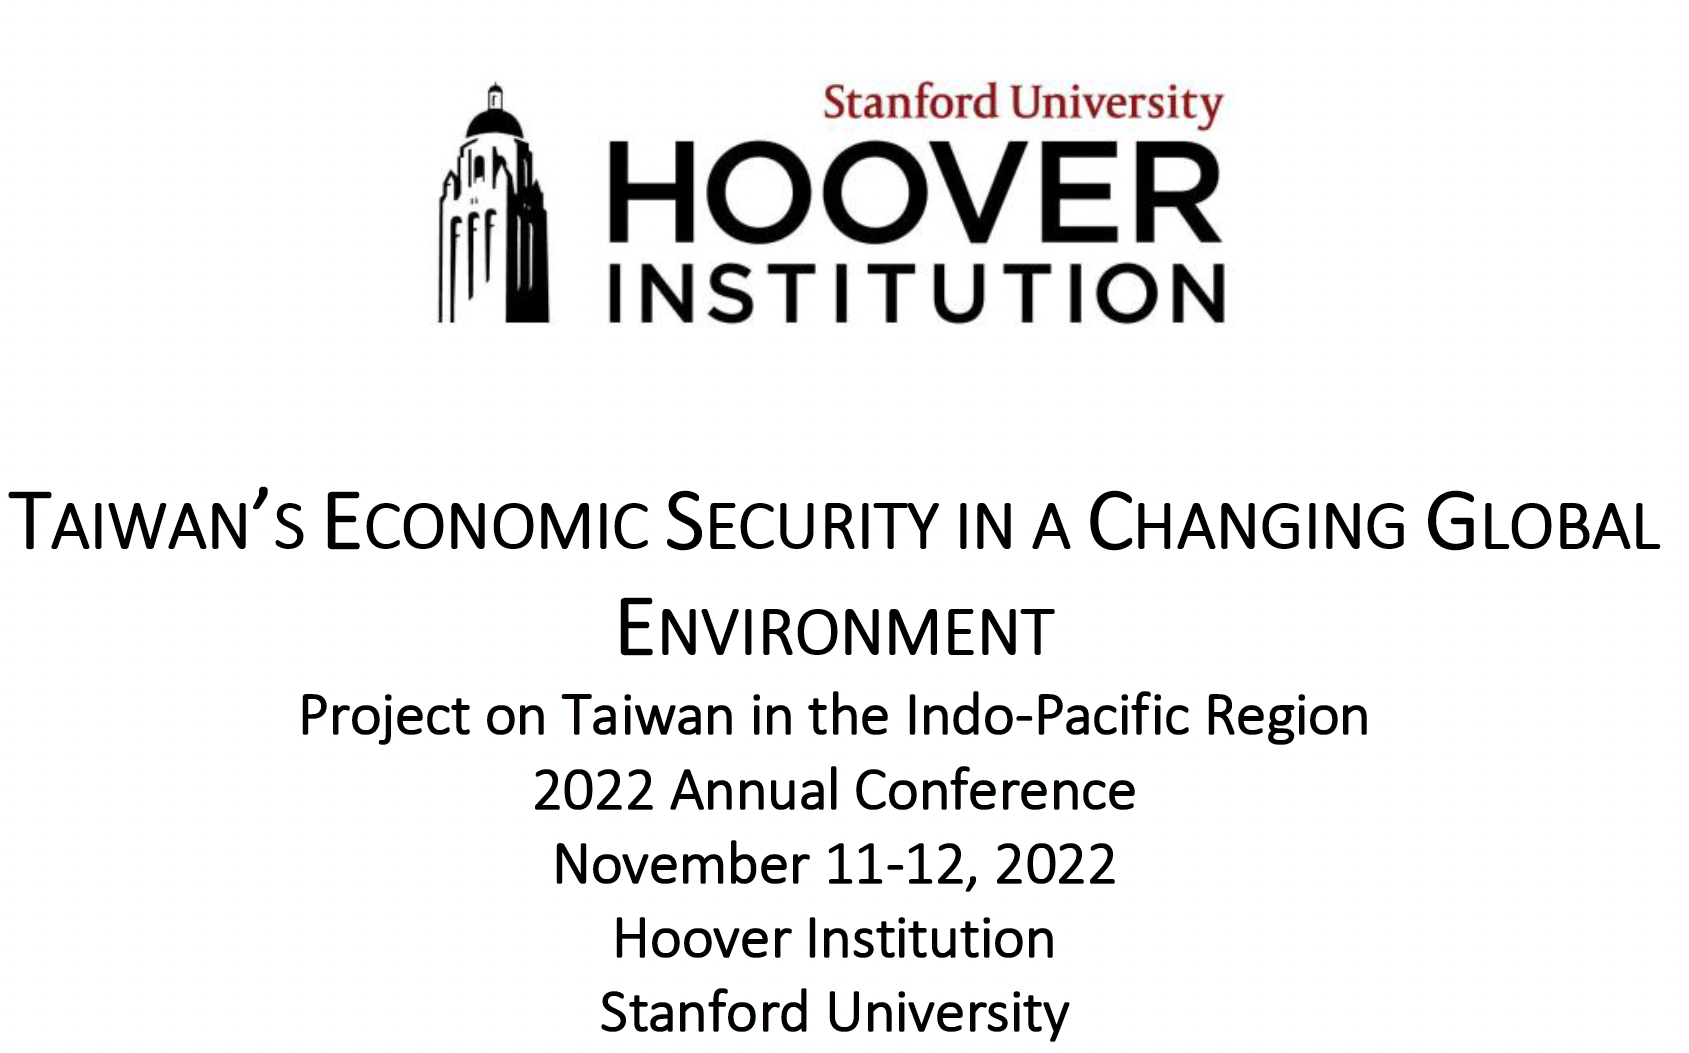 Stanford University
HOOVER
INSTITUTION
TAIWAN’S ECONOMIC SECURITY IN A CHANGING GLOBAL
ENVIRONMENT
Project on Taiwan in the Indo-Pacific Region
2022 Annual Conference
November 11-12, 2022
Hoover Institution
Stanford University